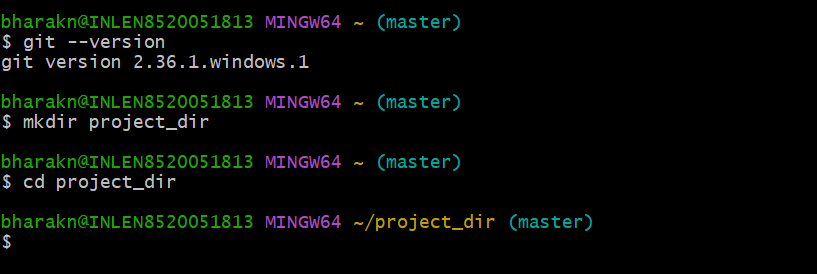 bharakn@INLEN8520051813 MINGW64 ~ (master)
$ git --version
git version 2.36.1.windows.1
bharakn@INLEN8520051813 MINGW64 ~ (master)
$ mkdir project_dir
bharakn@INLEN8520051813 MINGW64 ~ (master)
$ cd project_dir
bharakn@INLEN8520051813 MINGW64 ~/project_dir (master)
$